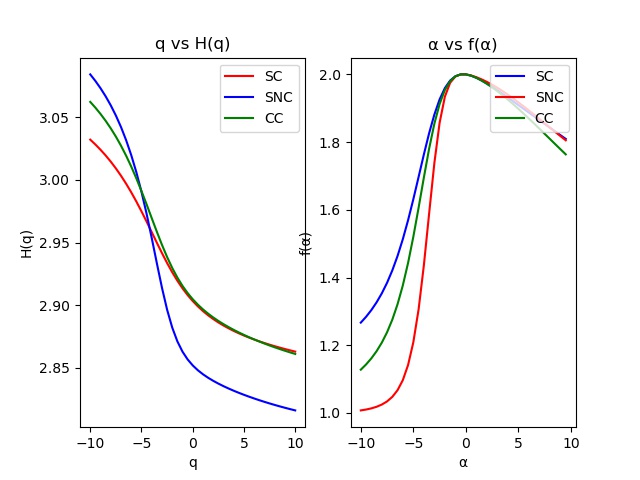 q vs H(q)
SC
SNC
CC
3.05
3.00
2.95
2.90
2.85
H(q)
−10
−5
0
5
10
q
α vs f(α)
SC
SNC
CC
2.0
1.8
1.6
1.4
1.2
1.0
f(α)
−10
−5
0
5
10
α